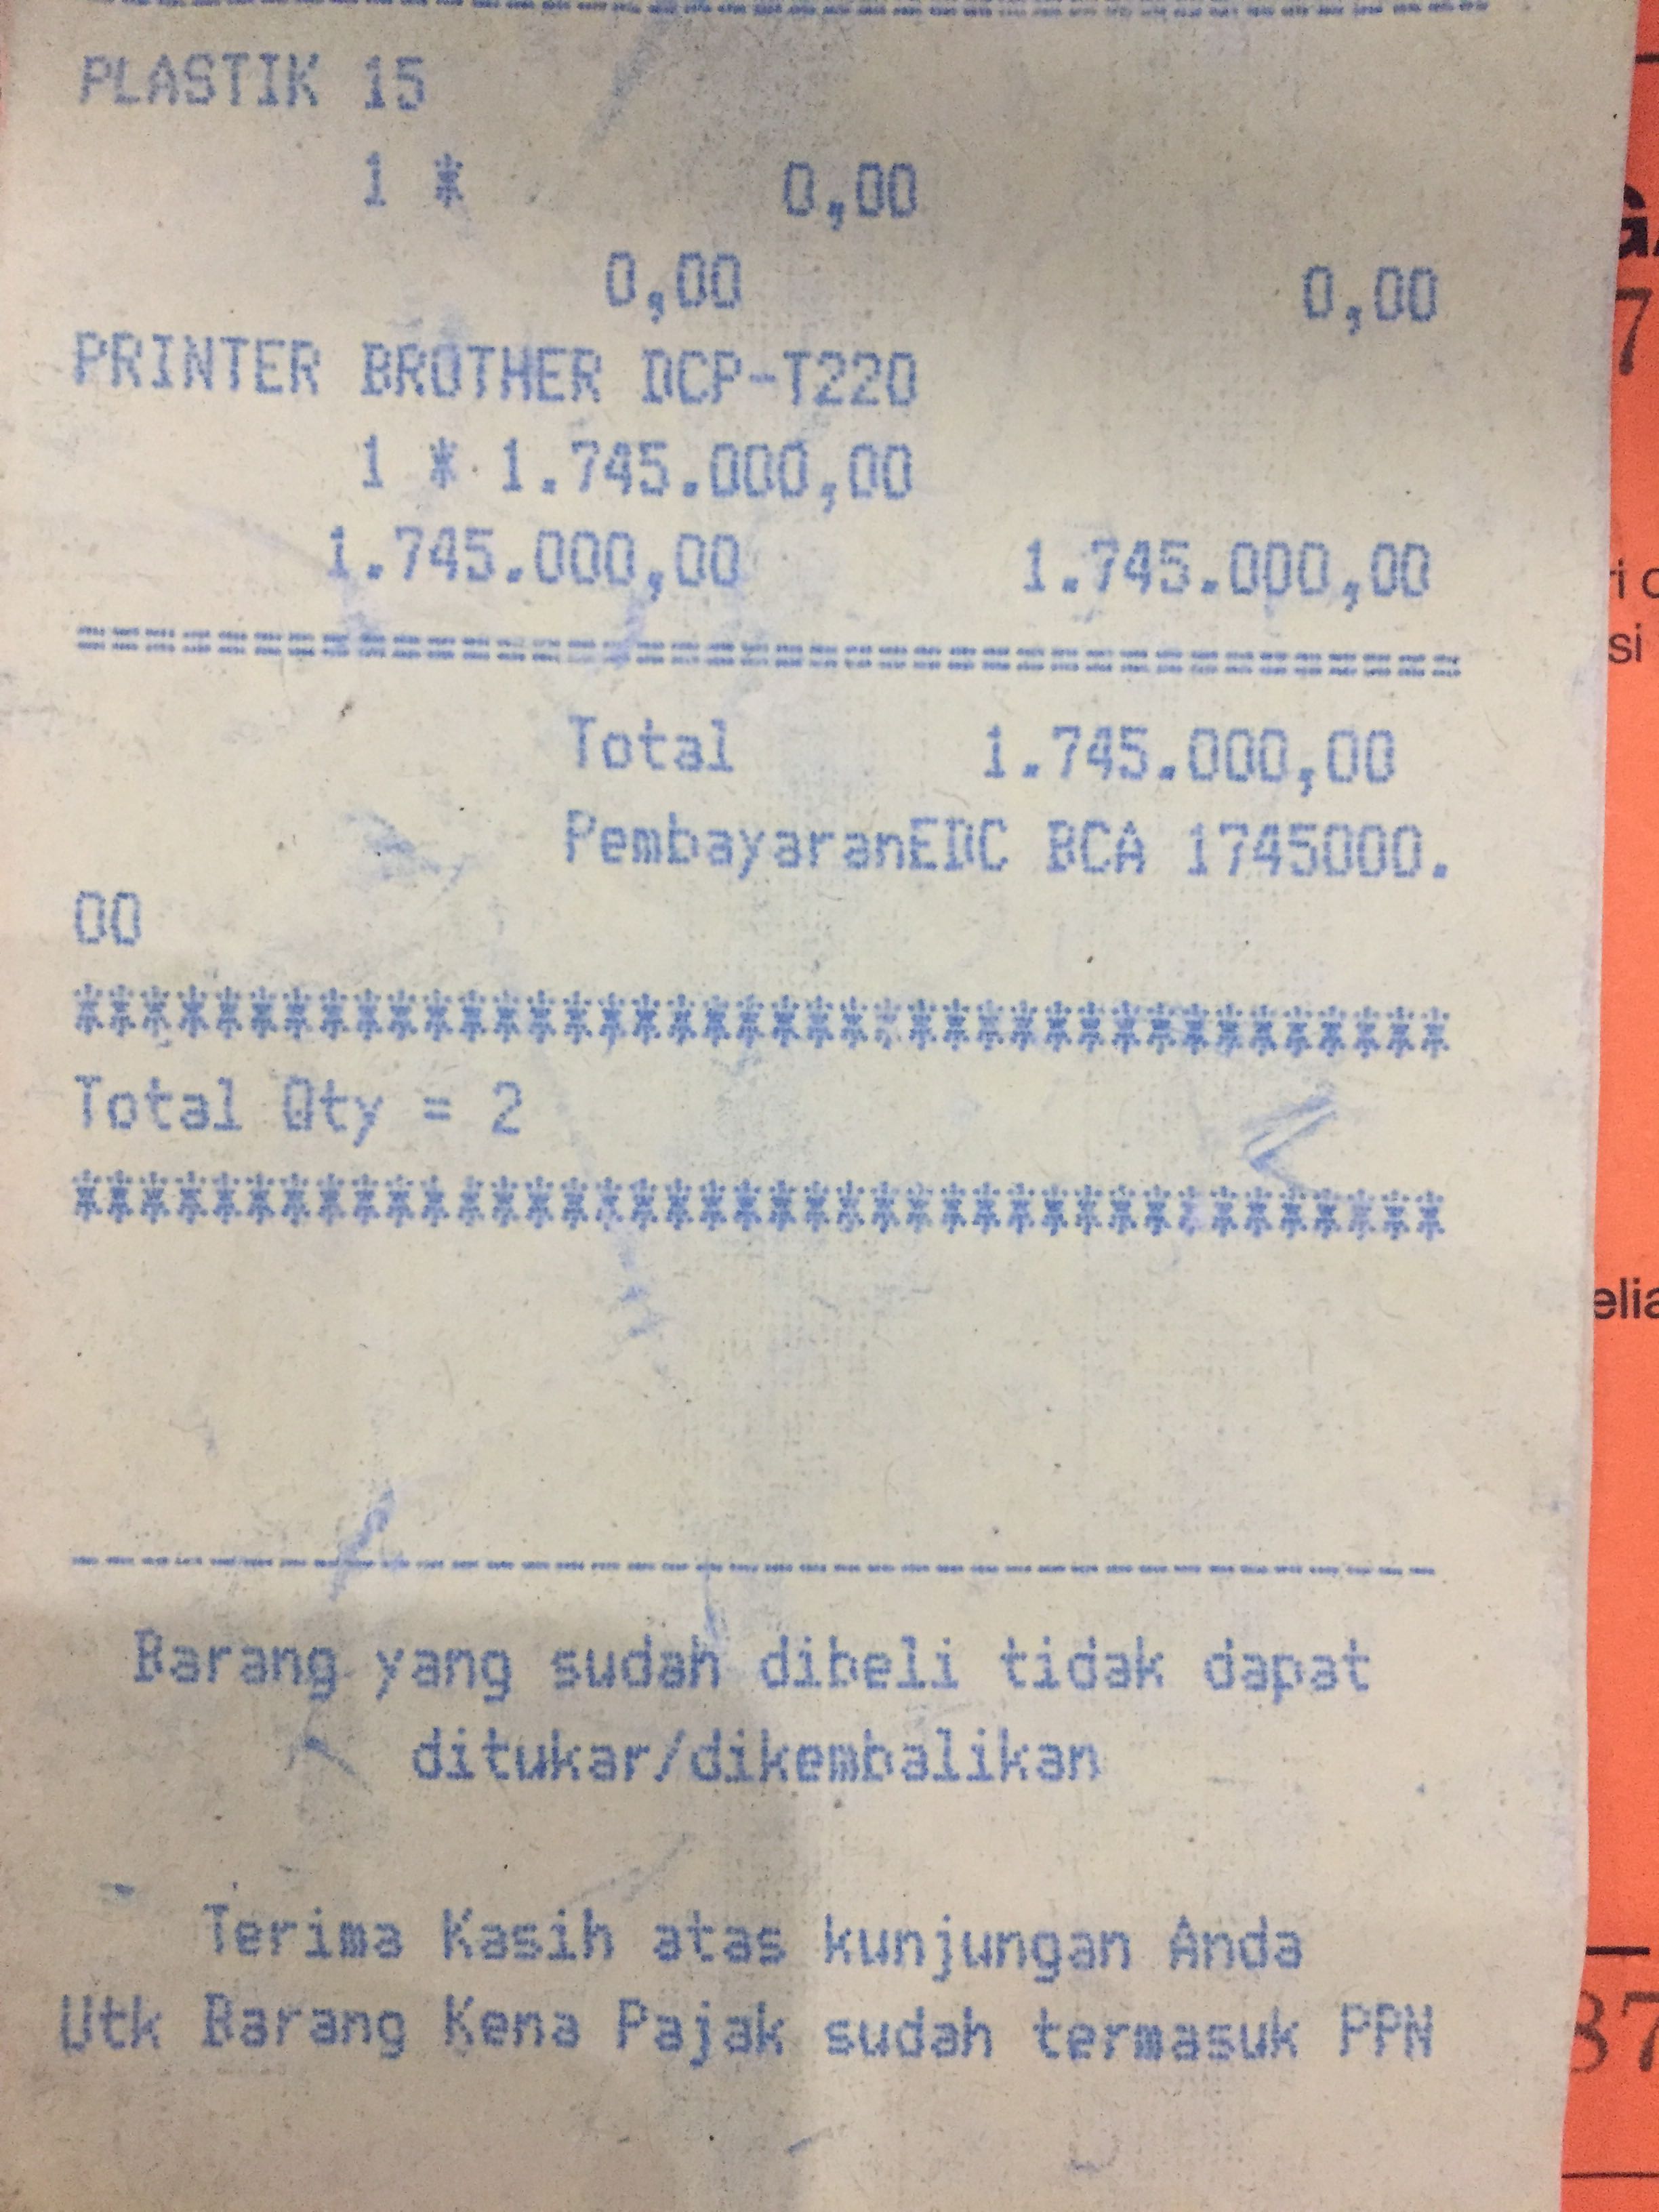 PLASTIK 15
1 * 0,00
0,00 0,00
PRINTER BROTHER DCP-T220
1 * 1.745.000,00
1.745.000,00 1.745.000,00
Total 1.745.000,00
PembayaranEDC BCA 1745000.
00
***************************************
Total Qty = 2
***************************************
Barang yang sudah dibeli tidak dapat
ditukar/dikembalikan
Terima Kasih atas kunjungan Anda
Utk Barang Kena Pajak sudah termasuk PPN